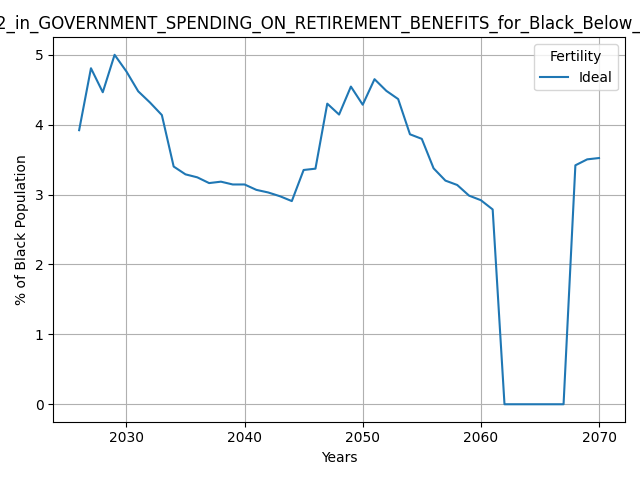 2_in_GOVERNMENT_SPENDING_ON_RETIREMENT_BENEFITS_for_Black_Below_
Fertility
Ideal
5
4
3
2
1
0
% of Black Population
2030 2040 2050 2060 2070
Years